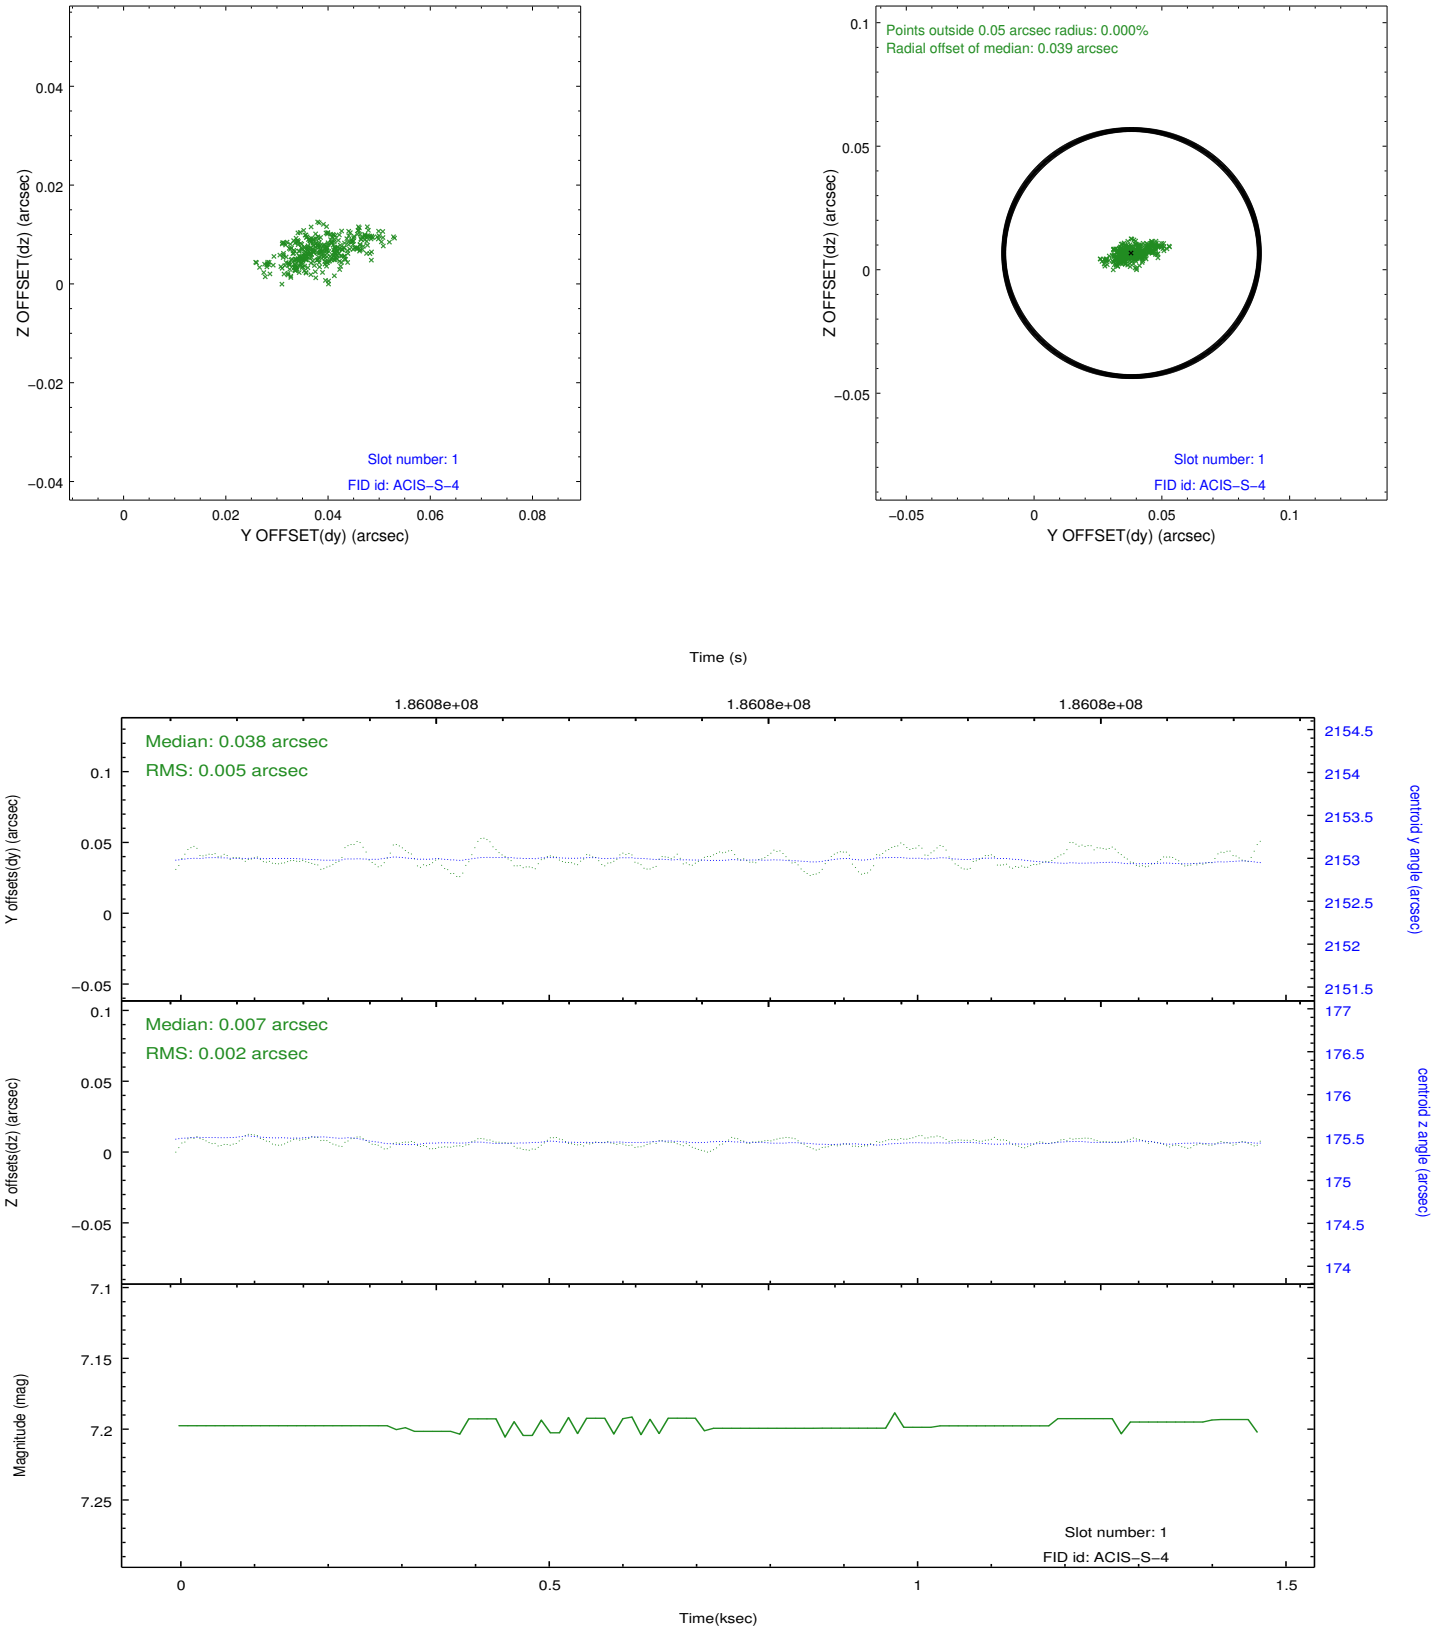 0.04
0.02
0
−0.02
−0.04
Z OFFSET(dz) (arcsec)
Slot number: 1
FID id: ACIS−S−4
0 0.02 0.04 0.06 0.08
Y OFFSET(dy) (arcsec)
Points outside 0.05 arcsec radius: 0.000%
Radial offset of median: 0.039 arcsec
0.1
0.05
0
−0.05
Z OFFSET(dz) (arcsec)
Slot number: 1
FID id: ACIS−S−4
−0.05 0 0.05 0.1
Y OFFSET(dy) (arcsec)
Time (s)
1.8608e+08 1.8608e+08 1.8608e+08
Median: 0.038 arcsec
RMS: 0.005 arcsec
0.1
0.05
0
−0.05
Y offsets(dy) (arcsec)
2154.5
2154
2153.5
2153
2152.5
2152
2151.5
centroid y angle (arcsec)
Median: 0.007 arcsec
RMS: 0.002 arcsec
0.1
0.05
0
−0.05
Z offsets(dz) (arcsec)
177
176.5
176
175.5
175
174.5
174
centroid z angle (arcsec)
7.1
7.15
7.2
7.25
Magnitude (mag)
Slot number: 1
FID id: ACIS−S−4
0 0.5 1 1.5
Time(ksec)